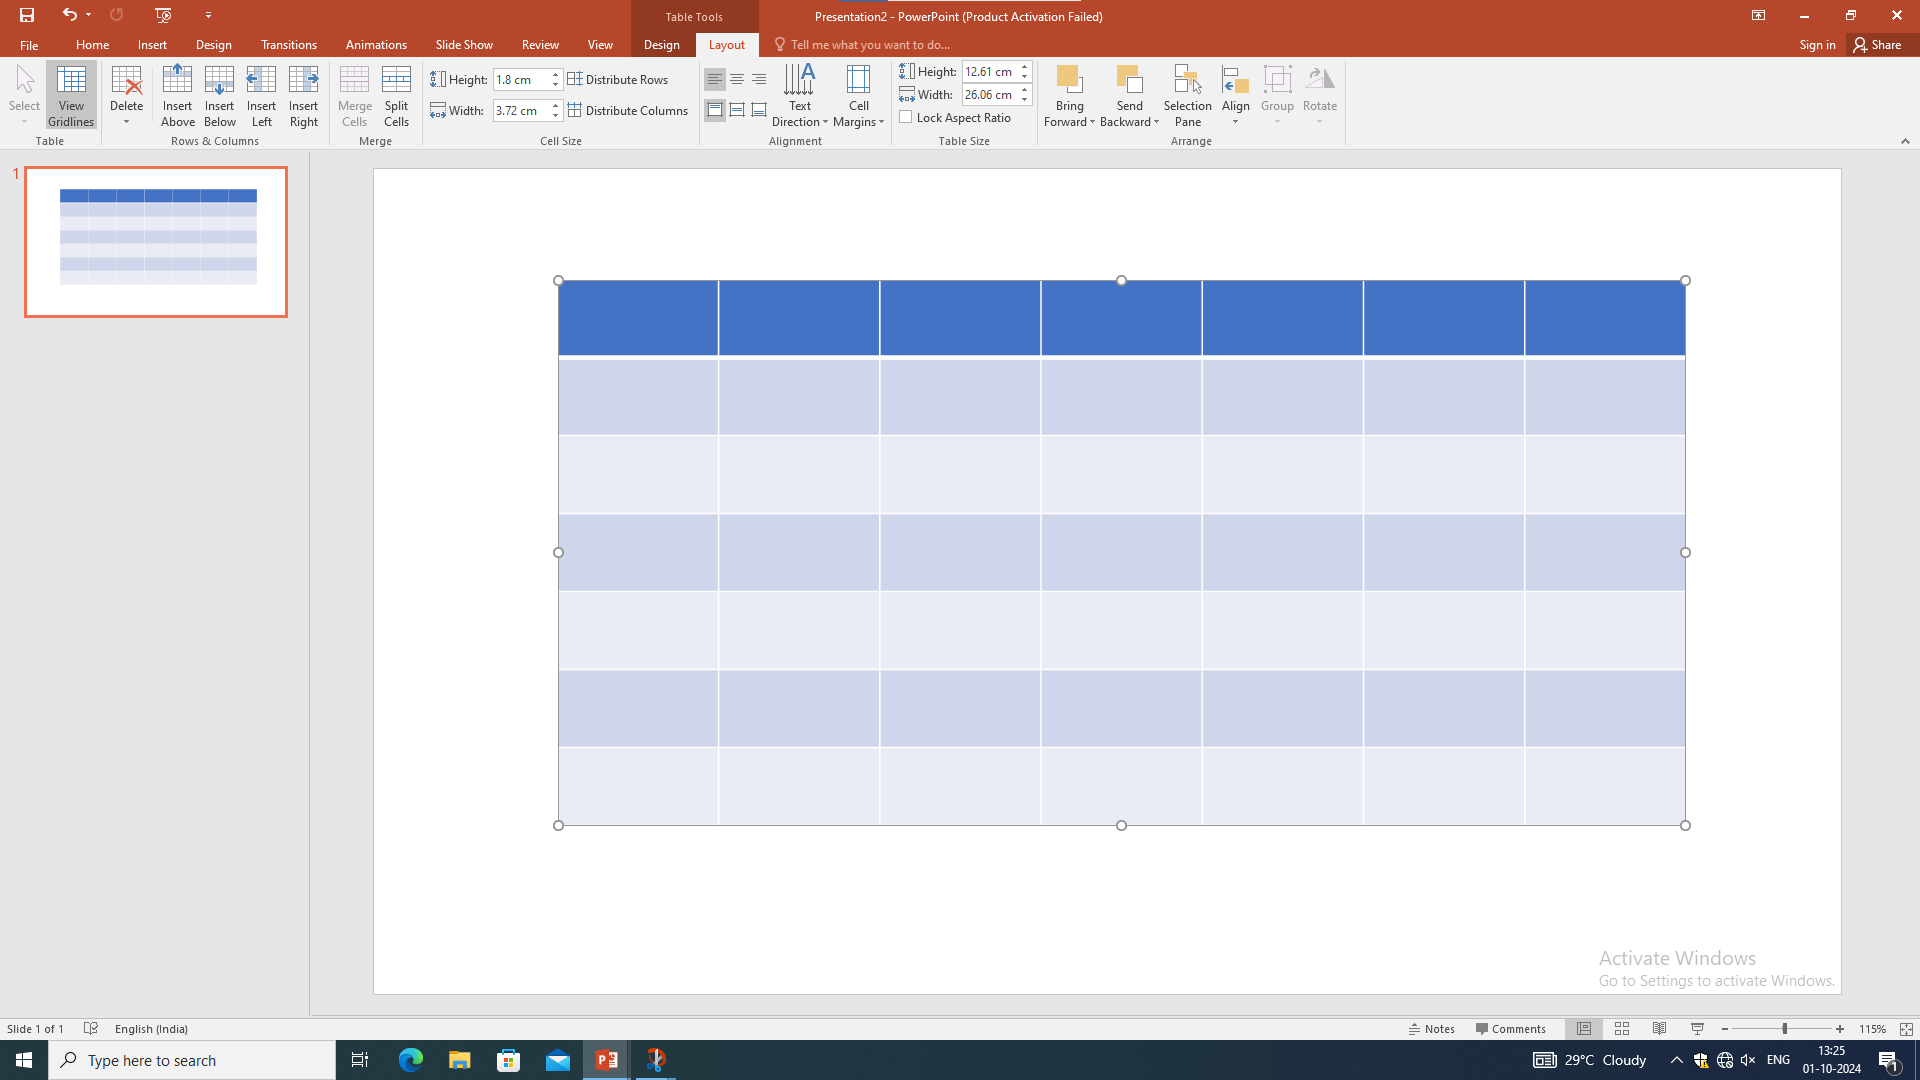 Table Tools
Presentation2 - PowerPoint (Product Activation Failed)
File Home Insert Design Transitions Animations Slide Show Review View Design Layout Tell me what you want to do... Sign in Share
Select
View Gridlines
Table
Delete
Insert Above
Insert Below
Insert Left
Insert Right
Rows & Columns
Merge Cells
Split Cells
Merge
Height: 1.8 cm Distribute Rows
Width: 3.72 cm Distribute Columns
Cell Size
Text Direction
Cell Margins
Alignment
Height: 12.61 cm
Width: 26.06 cm
Lock Aspect Ratio
Table Size
Bring Forward
Send Backward
Selection Pane
Align
Group
Rotate
Arrange
1
Activate Windows
Go to Settings to activate Windows.
Slide 1 of 1 English (India) Notes Comments 115%
Type here to search
29°C Cloudy
ENG
13:25
01-10-2024
1